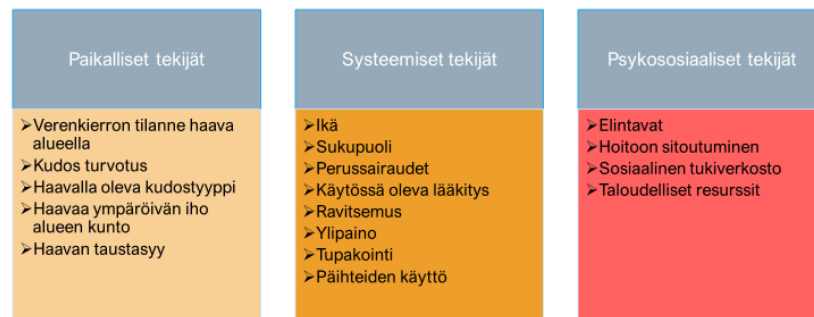 Paikalliset tekijät
➢Verenkierron tilanne haava
alueella
➢Kudos turvotus
➢Haavalla oleva kudostyyppi
➢Haavaa ympäröivän iho
alueen kunto
➢Haavan taustasyy
Systeemiset tekijät
➢Ikä
➢Sukupuoli
➢Perussairaudet
➢Käytössä oleva lääkitys
➢Ravitsemus
➢Ylipaino
➢Tupakointi
➢Päihteiden käyttö
Psykososiaaliset tekijät
➢Elintavat
➢Hoitoon sitoutuminen
➢Sosiaalinen tukiverkosto
➢Taloudelliset resurssit